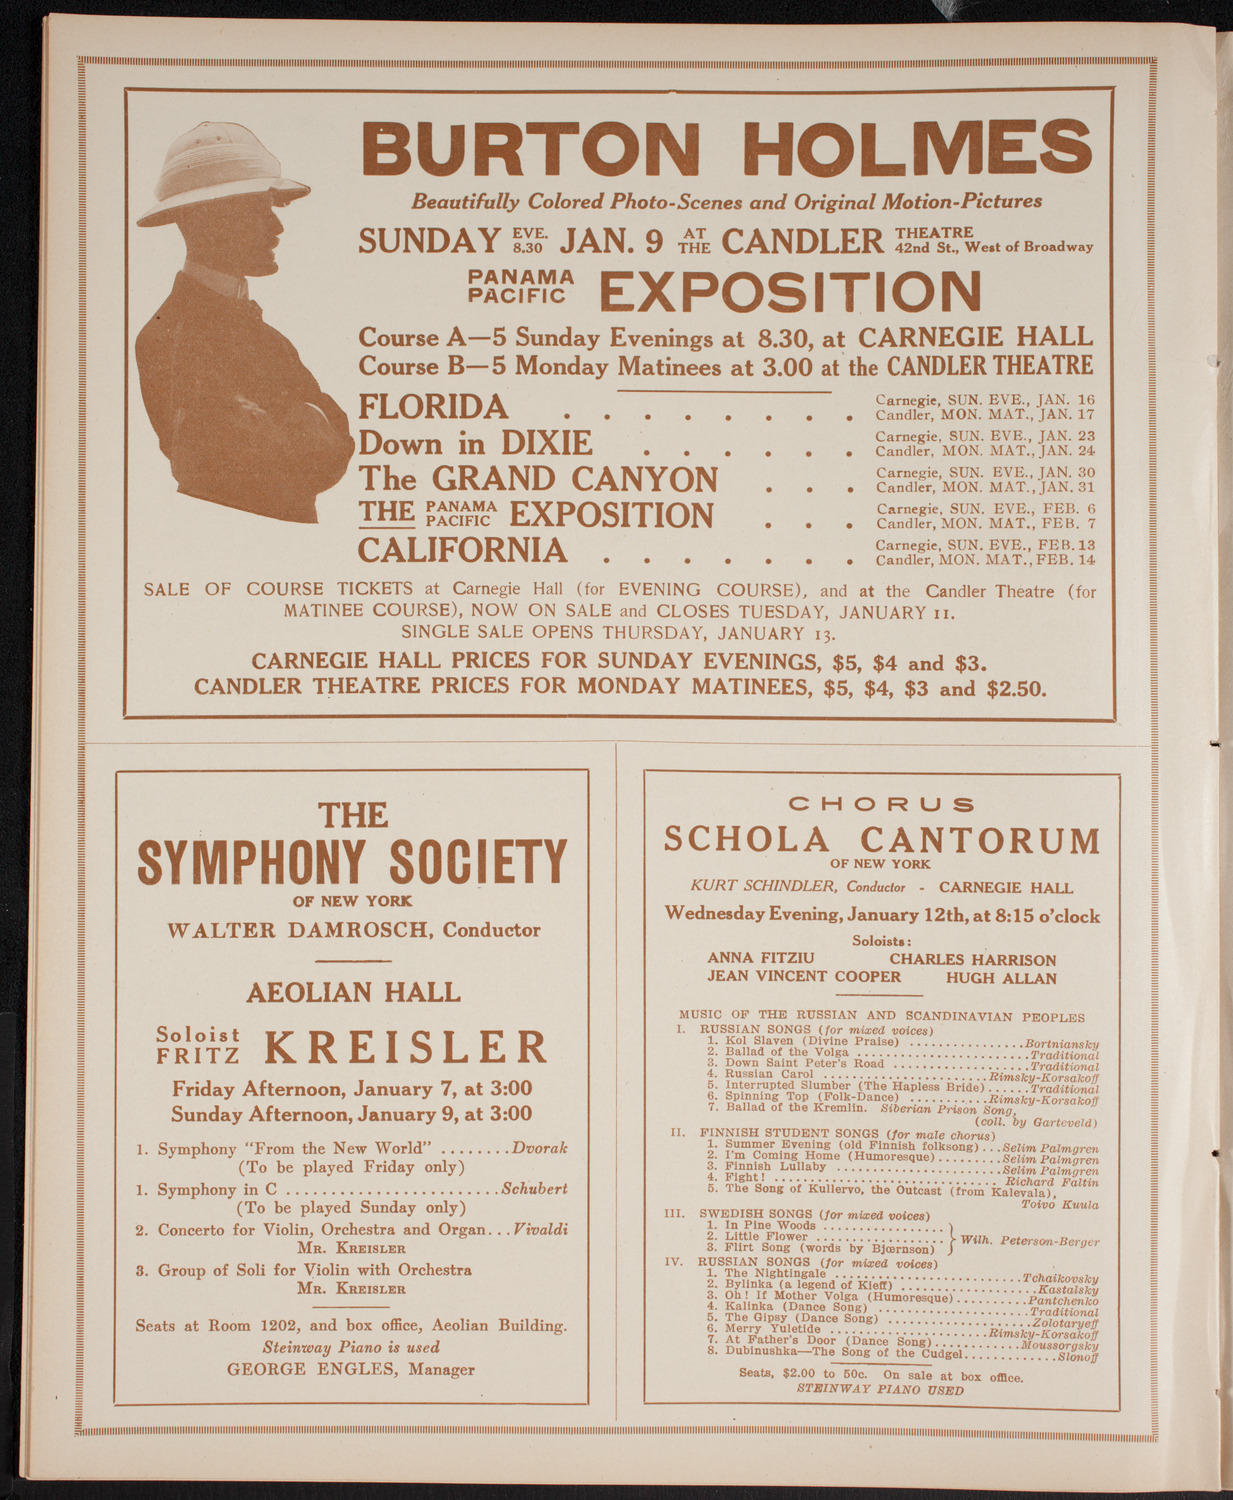 BURTON HOLMES
Beautifully Colored Photo-Scenes and Original Motion-Pictures
SUNDAY EVE. 8.30 JAN. 9 AT THE CANDLER THEATRE 42nd St., West of Broadway
PANAMA PACIFIC EXPOSITION
Course A—5 Sunday Evenings at 8.30, at CARNEGIE HALL
Course B—5 Monday Matinees at 3.00 at the CANDLER THEATRE
FLORIDA . . . . . . . . Carnegie, SUN. EVE., JAN. 16
Candler, MON. MAT., JAN. 17
Down in DIXIE . . . . . . Carnegie, SUN. EVE., JAN. 23
Candler, MON. MAT., JAN. 24
The GRAND CANYON . . . Carnegie, SUN. EVE., JAN. 30
Candler, MON. MAT., JAN. 31
THE PANAMA PACIFIC EXPOSITION . . . Carnegie, SUN. EVE., FEB. 6
Candler, MON. MAT., FEB. 7
CALIFORNIA . . . . . . . Carnegie, SUN. EVE., FEB. 13
Candler, MON. MAT., FEB. 14
SALE OF COURSE TICKETS at Carnegie Hall (for EVENING COURSE), and at the Candler Theatre (for
MATINEE COURSE), NOW ON SALE and CLOSES TUESDAY, JANUARY 11.
SINGLE SALE OPENS THURSDAY, JANUARY 13.
CARNEGIE HALL PRICES FOR SUNDAY EVENINGS, $5, $4 and $3.
CANDLER THEATRE PRICES FOR MONDAY MATINEES, $5, $4, $3 and $2.50.
THE
SYMPHONY SOCIETY
OF NEW YORK
WALTER DAMROSCH, Conductor
AEOLIAN HALL
Soloist FRITZ KREISLER
Friday Afternoon, January 7, at 3:00
Sunday Afternoon, January 9, at 3:00
1. Symphony "From the New World" ........Dvorak
(To be played Friday only)
1. Symphony in C ........................Schubert
(To be played Sunday only)
2. Concerto for Violin, Orchestra and Organ...Vivaldi
MR. KREISLER
3. Group of Soli for Violin with Orchestra
MR. KREISLER
Seats at Room 1202, and box office, Aeolian Building.
Steinway Piano is used
GEORGE ENGLES, Manager
CHORUS
SCHOLA CANTORUM
OF NEW YORK
KURT SCHINDLER, Conductor - CARNEGIE HALL
Wednesday Evening, January 12th, at 8:15 o'clock
Soloists:
ANNA FITZIU CHARLES HARRISON
JEAN VINCENT COOPER HUGH ALLAN
MUSIC OF THE RUSSIAN AND SCANDINAVIAN PEOPLES
I. RUSSIAN SONGS (for mixed voices)
1. Kol Slaven (Divine Praise) ................Bortniansky
2. Ballad of the Volga ........................Traditional
3. Down Saint Peter's Road ...................Traditional
4. Russian Carol .......................Rimsky-Korsakoff
5. Interrupted Slumber (The Hapless Bride)......Traditional
6. Spinning Top (Folk-Dance) ...........Rimsky-Korsakoff
7. Ballad of the Kremlin. Siberian Prison Song,
(coll. by Garteveld)
II. FINNISH STUDENT SONGS (for male chorus)
1. Summer Evening (old Finnish folksong)...Selim Palmgren
2. I'm Coming Home (Humoresque).........Selim Palmgren
3. Finnish Lullaby .......................Selim Palmgren
4. Fight! ................................Richard Faltin
5. The Song of Kullervo, the Outcast (from Kalevala),
Toivo Kuula
III. SWEDISH SONGS (for mixed voices)
1. In Pine Woods .................
2. Little Flower .................. } Wilh. Peterson-Berger
3. Flirt Song (words by Bjœrnson)
IV. RUSSIAN SONGS (for mixed voices)
1. The Nightingale ..........................Tchaikovsky
2. Bylinka (a legend of Kieff) ...................Kastalsky
3. Oh! If Mother Volga (Humoresque)..........Pantchenko
4. Kalinka (Dance Song) .....................Traditional
5. The Gipsy (Dance Song) ....................Zolotaryeff
6. Merry Yuletide ......................Rimsky-Korsakoff
7. At Father's Door (Dance Song)............Moussorgsky
8. Dubinushka—The Song of the Cudgel.............Slonoff
Seats, $2.00 to 50c. On sale at box office.
STEINWAY PIANO USED